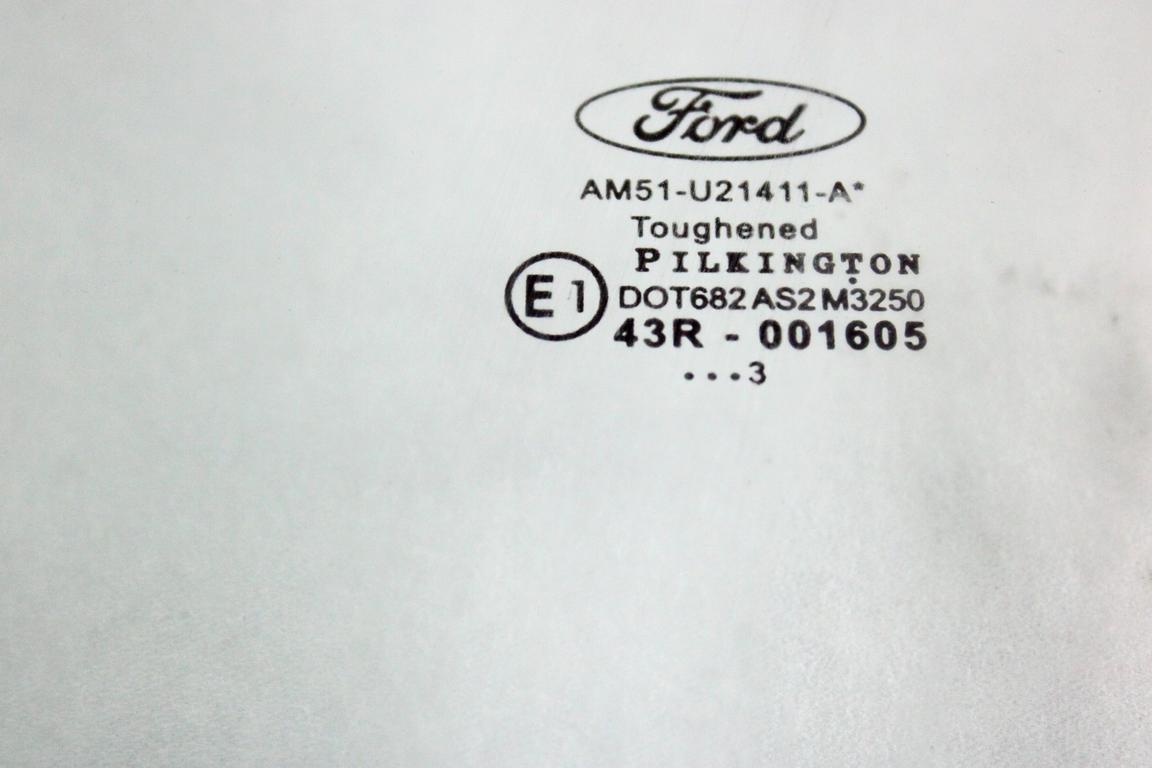 Ford
AM51-U21411-A*
Toughened
PILKINGTON
E1
DOT682 AS2 M3250
43R - 001605
...3